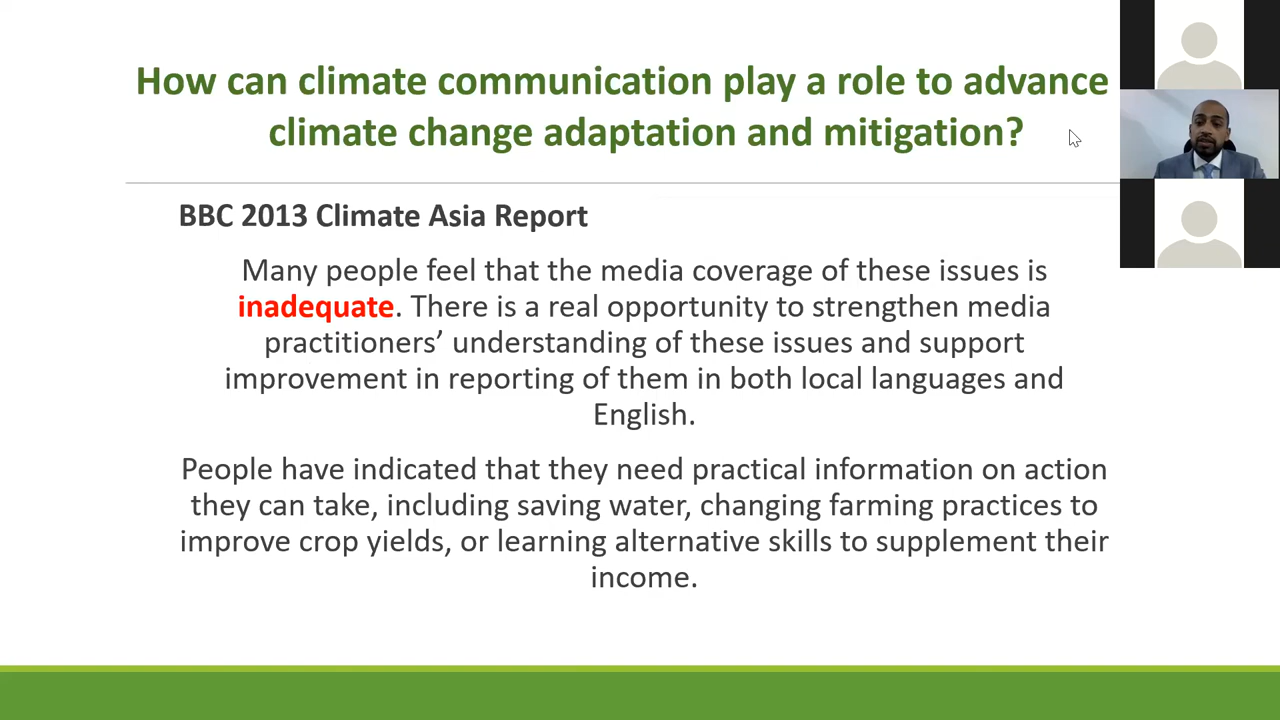 How can climate communication play a role to advance
climate change adaptation and mitigation?
BBC 2013 Climate Asia Report
Many people feel that the media coverage of these issues is
inadequate. There is a real opportunity to strengthen media
practitioners’ understanding of these issues and support
improvement in reporting of them in both local languages and
English.
People have indicated that they need practical information on action
they can take, including saving water, changing farming practices to
improve crop yields, or learning alternative skills to supplement their
income.